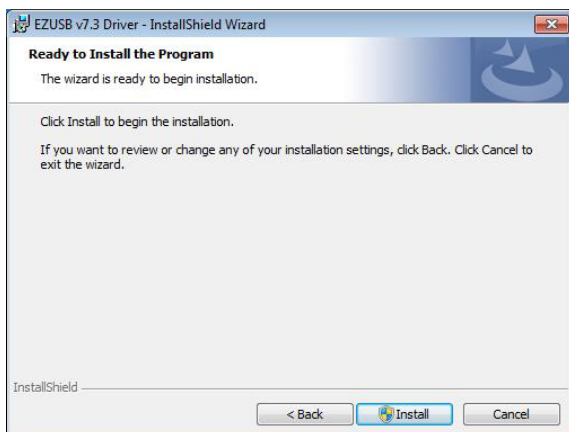 EZUSB v7.3 Driver - InstallShield Wizard
Ready to Install the Program
The wizard is ready to begin installation.
Click Install to begin the installation.
If you want to review or change any of your installation settings, click Back. Click Cancel to
exit the wizard.
InstallShield
< Back
Install
Cancel